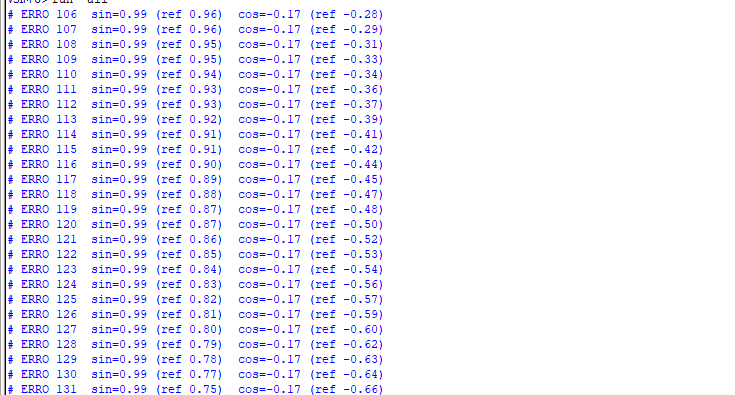 # ERRO 106  sin=0.99 (ref 0.96)  cos=-0.17 (ref -0.28)
# ERRO 107  sin=0.99 (ref 0.96)  cos=-0.17 (ref -0.29)
# ERRO 108  sin=0.99 (ref 0.95)  cos=-0.17 (ref -0.31)
# ERRO 109  sin=0.99 (ref 0.95)  cos=-0.17 (ref -0.33)
# ERRO 110  sin=0.99 (ref 0.94)  cos=-0.17 (ref -0.34)
# ERRO 111  sin=0.99 (ref 0.93)  cos=-0.17 (ref -0.36)
# ERRO 112  sin=0.99 (ref 0.93)  cos=-0.17 (ref -0.37)
# ERRO 113  sin=0.99 (ref 0.92)  cos=-0.17 (ref -0.39)
# ERRO 114  sin=0.99 (ref 0.91)  cos=-0.17 (ref -0.41)
# ERRO 115  sin=0.99 (ref 0.91)  cos=-0.17 (ref -0.42)
# ERRO 116  sin=0.99 (ref 0.90)  cos=-0.17 (ref -0.44)
# ERRO 117  sin=0.99 (ref 0.89)  cos=-0.17 (ref -0.45)
# ERRO 118  sin=0.99 (ref 0.88)  cos=-0.17 (ref -0.47)
# ERRO 119  sin=0.99 (ref 0.87)  cos=-0.17 (ref -0.48)
# ERRO 120  sin=0.99 (ref 0.87)  cos=-0.17 (ref -0.50)
# ERRO 121  sin=0.99 (ref 0.86)  cos=-0.17 (ref -0.52)
# ERRO 122  sin=0.99 (ref 0.85)  cos=-0.17 (ref -0.53)
# ERRO 123  sin=0.99 (ref 0.84)  cos=-0.17 (ref -0.54)
# ERRO 124  sin=0.99 (ref 0.83)  cos=-0.17 (ref -0.56)
# ERRO 125  sin=0.99 (ref 0.82)  cos=-0.17 (ref -0.57)
# ERRO 126  sin=0.99 (ref 0.81)  cos=-0.17 (ref -0.59)
# ERRO 127  sin=0.99 (ref 0.80)  cos=-0.17 (ref -0.60)
# ERRO 128  sin=0.99 (ref 0.79)  cos=-0.17 (ref -0.62)
# ERRO 129  sin=0.99 (ref 0.78)  cos=-0.17 (ref -0.63)
# ERRO 130  sin=0.99 (ref 0.77)  cos=-0.17 (ref -0.64)
# ERRO 131  sin=0.99 (ref 0.75)  cos=-0.17 (ref -0.66)